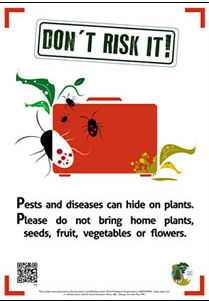 DON´T RISK IT!
Pests and diseases can hide on plants.
Please do not bring home plants,
seeds, fruit, vegetables or flowers.